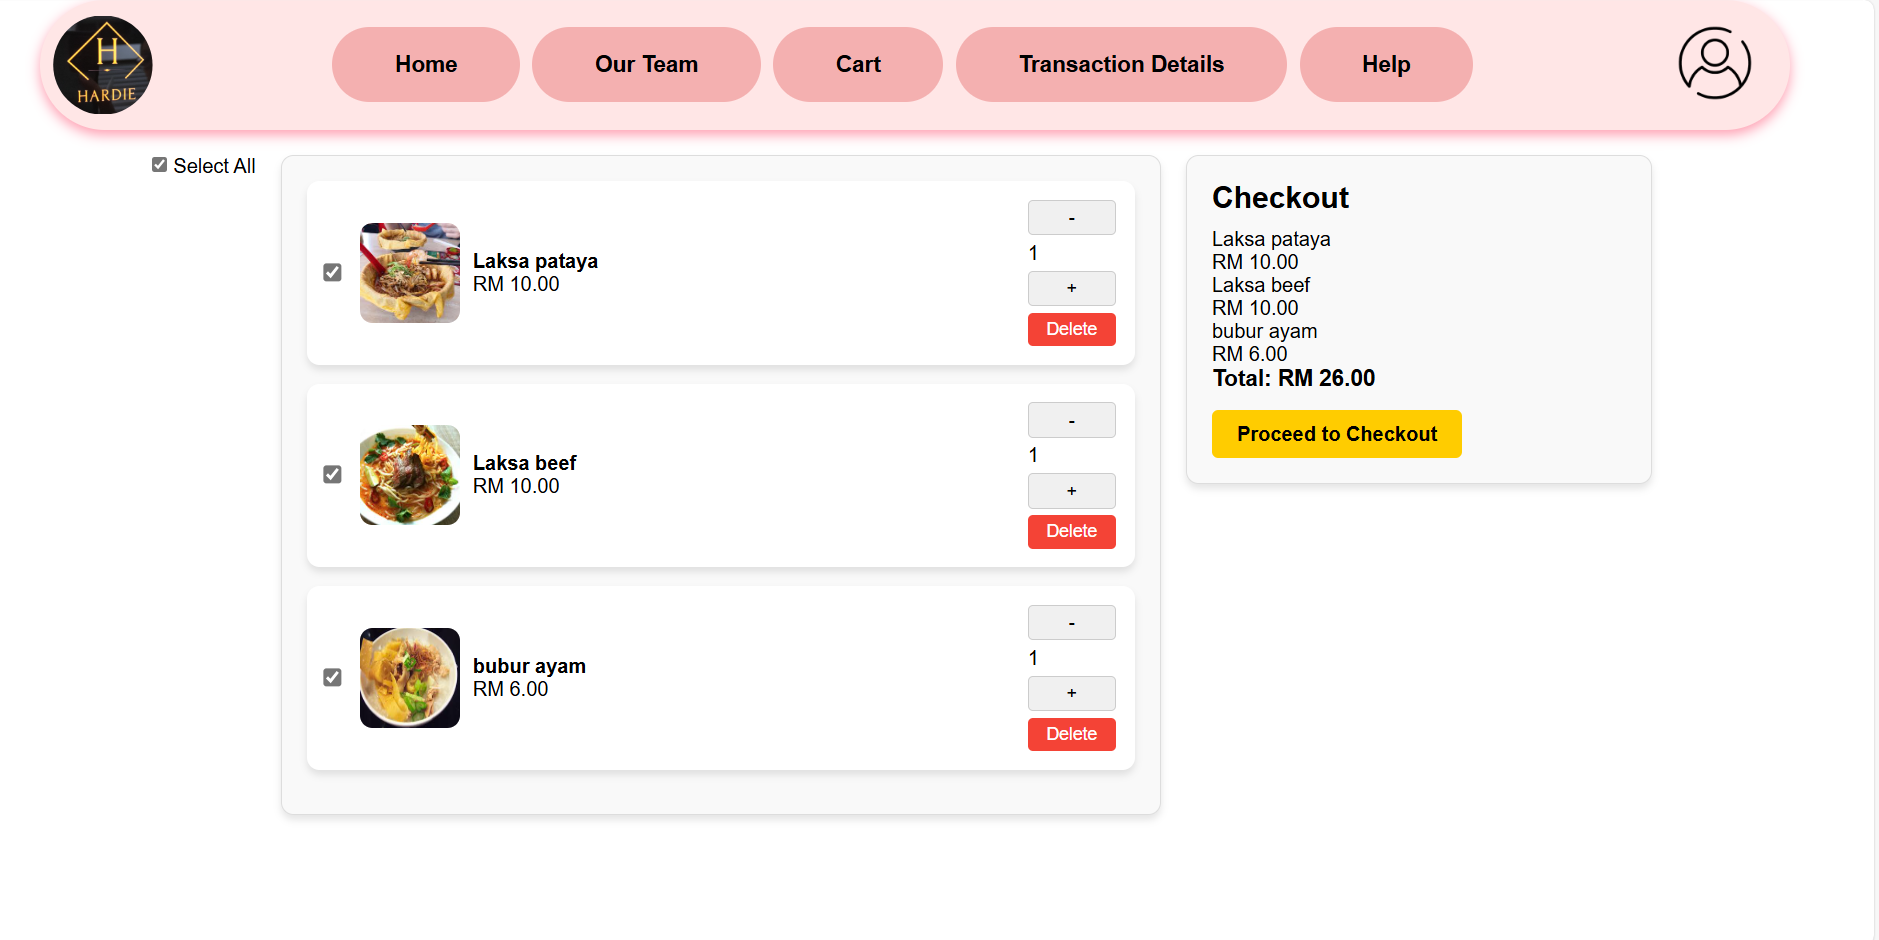 H
HARDIE
Home
Our Team
Cart
Transaction Details
Help
Select All
Laksa pataya
RM 10.00
-
1
+
Delete
Laksa beef
RM 10.00
-
1
+
Delete
bubur ayam
RM 6.00
-
1
+
Delete
Checkout
Laksa pataya
RM 10.00
Laksa beef
RM 10.00
bubur ayam
RM 6.00
Total: RM 26.00
Proceed to Checkout